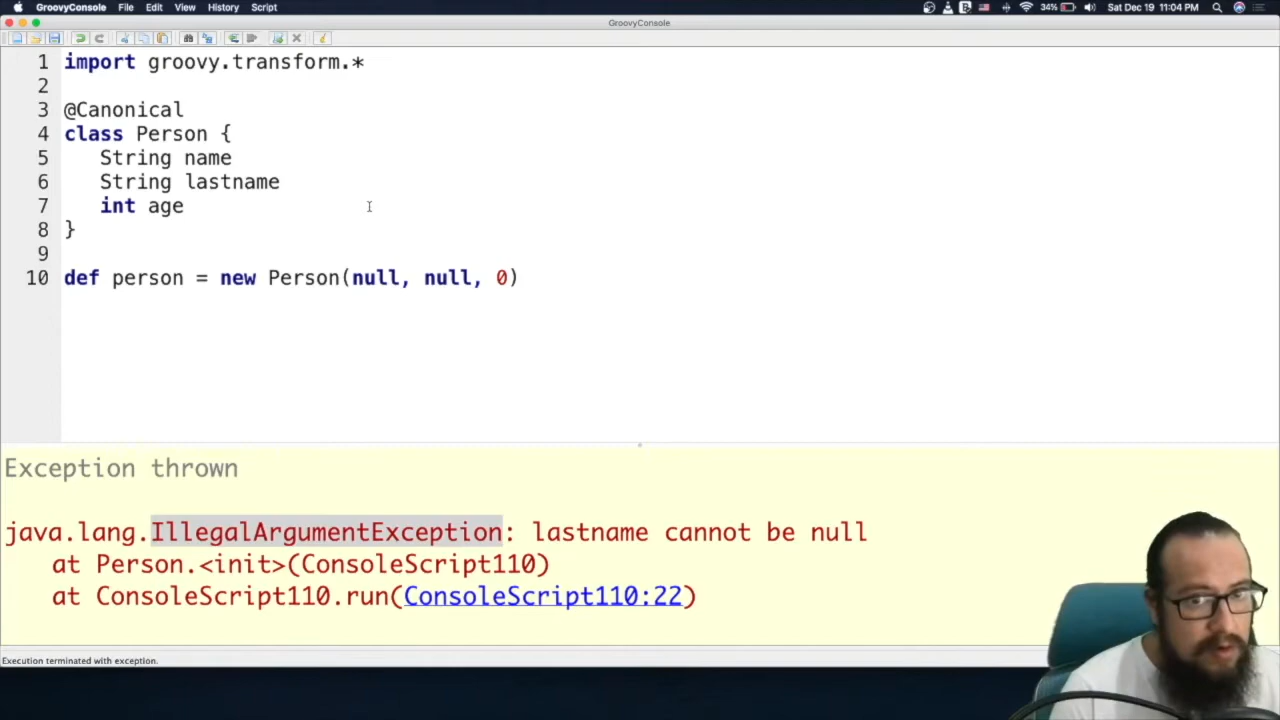 GroovyConsole File Edit View History Script 34% Sat Dec 19 11:04 PM
GroovyConsole
1 import groovy.transform.*
2
3 @Canonical
4 class Person {
5 String name
6 String lastname
7 int age
8 }
9
10 def person = new Person(null, null, 0)
Exception thrown
java.lang.IllegalArgumentException: lastname cannot be null
at Person.<init>(ConsoleScript110)
at ConsoleScript110.run(ConsoleScript110:22)
Execution terminated with exception.